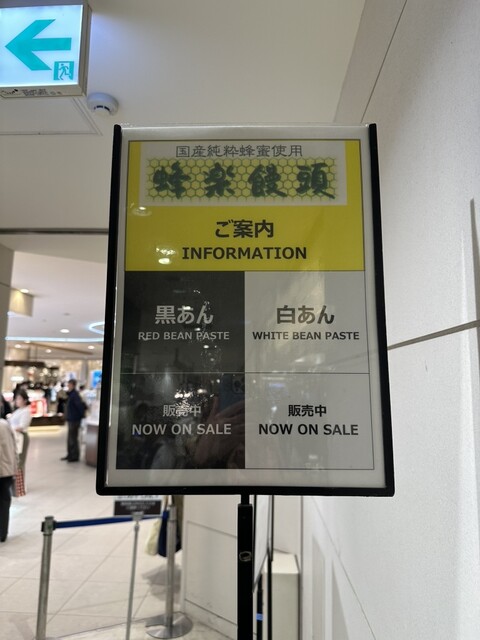 国産純粋蜂蜜使用
蜂楽饅頭
ご案内
INFORMATION
黒あん
RED BEAN PASTE
白あん
WHITE BEAN PASTE
販売中
NOW ON SALE
販売中
NOW ON SALE